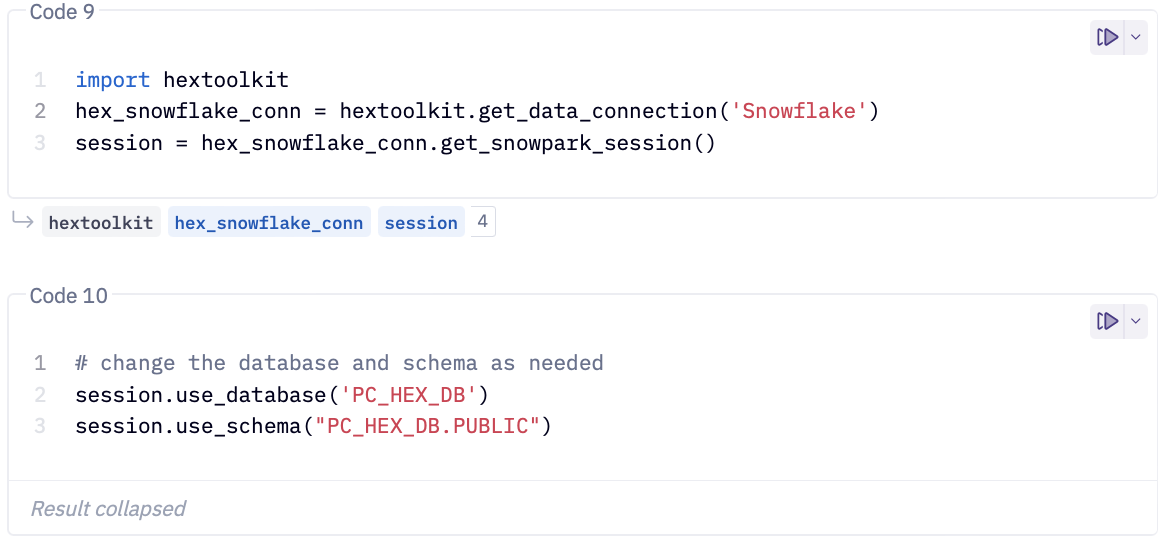 Code 9
1 import hextoolkit
2 hex_snowflake_conn = hextoolkit.get_data_connection('Snowflake')
3 session = hex_snowflake_conn.get_snowpark_session()
hextoolkit hex_snowflake_conn session 4
Code 10
1 # change the database and schema as needed
2 session.use_database('PC_HEX_DB')
3 session.use_schema("PC_HEX_DB.PUBLIC")
Result collapsed